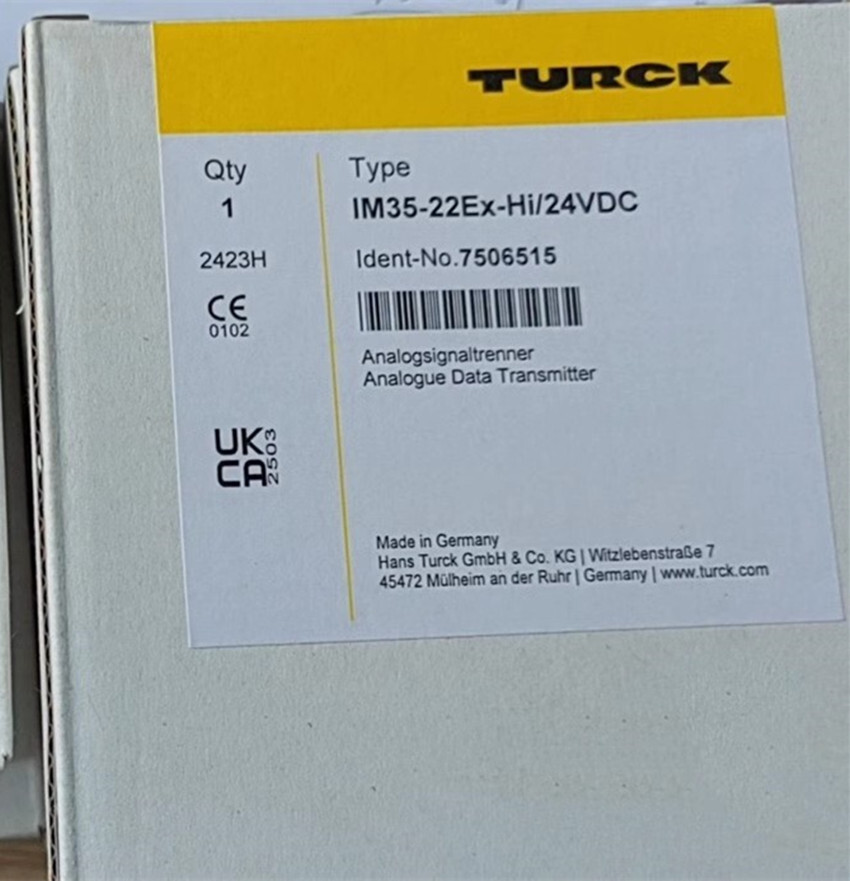 TURCK
Qty
1
2423H
CE
0102
UK
CA
2503
Type
IM35-22Ex-Hi/24VDC
Ident-No.7506515
Analogsignaltrenner
Analogue Data Transmitter
Made in Germany
Hans Turck GmbH & Co. KG | Witzlebenstraße 7
45472 Mülheim an der Ruhr | Germany | www.turck.com